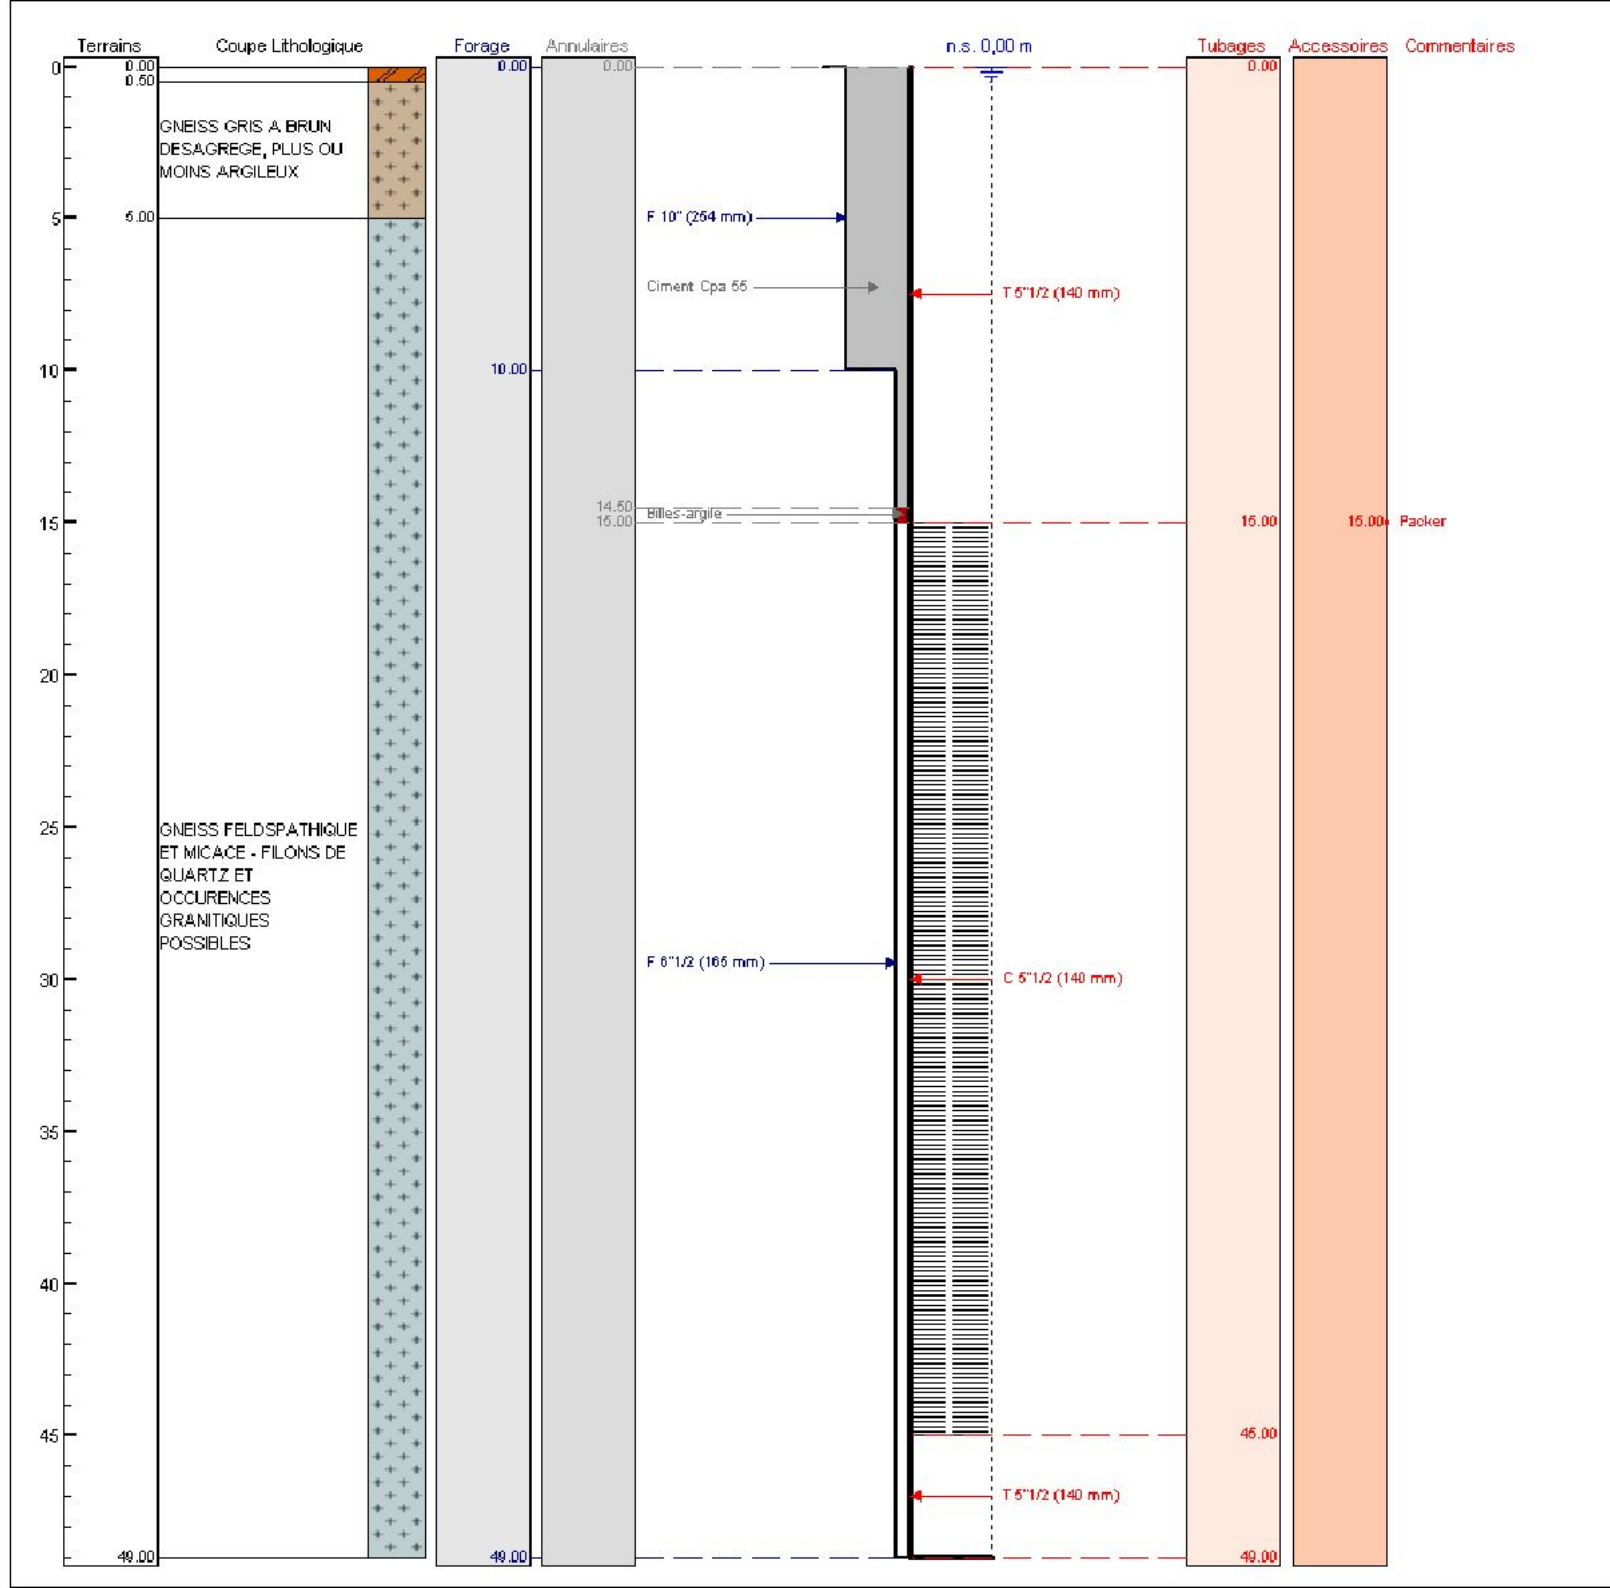 Terrains Coupe Lithologique Forage Annulaires n.s. 0,00 m Tubages Accessoires Commentaires
0 0.00 0.00 0.00 0.00
0.50
GNEISS GRIS A BRUN
DESAGREGE, PLUS OU
MOINS ARGILEUX
5 5.00 F 10" (254 mm)
Ciment Cpa 55 T 5"1/2 (140 mm)
10 10.00
14.50 Billes-argile
15 15.00 15.00 15.00 Packer
20
25 GNEISS FELDSPATHIQUE
ET MICACE - FILONS DE
QUARTZ ET
OCCURENCES
GRANITIQUES
POSSIBLES
F 6"1/2 (165 mm)
30 C 5"1/2 (140 mm)
35
40
45 45.00
T 5"1/2 (140 mm)
49.00 49.00 49.00